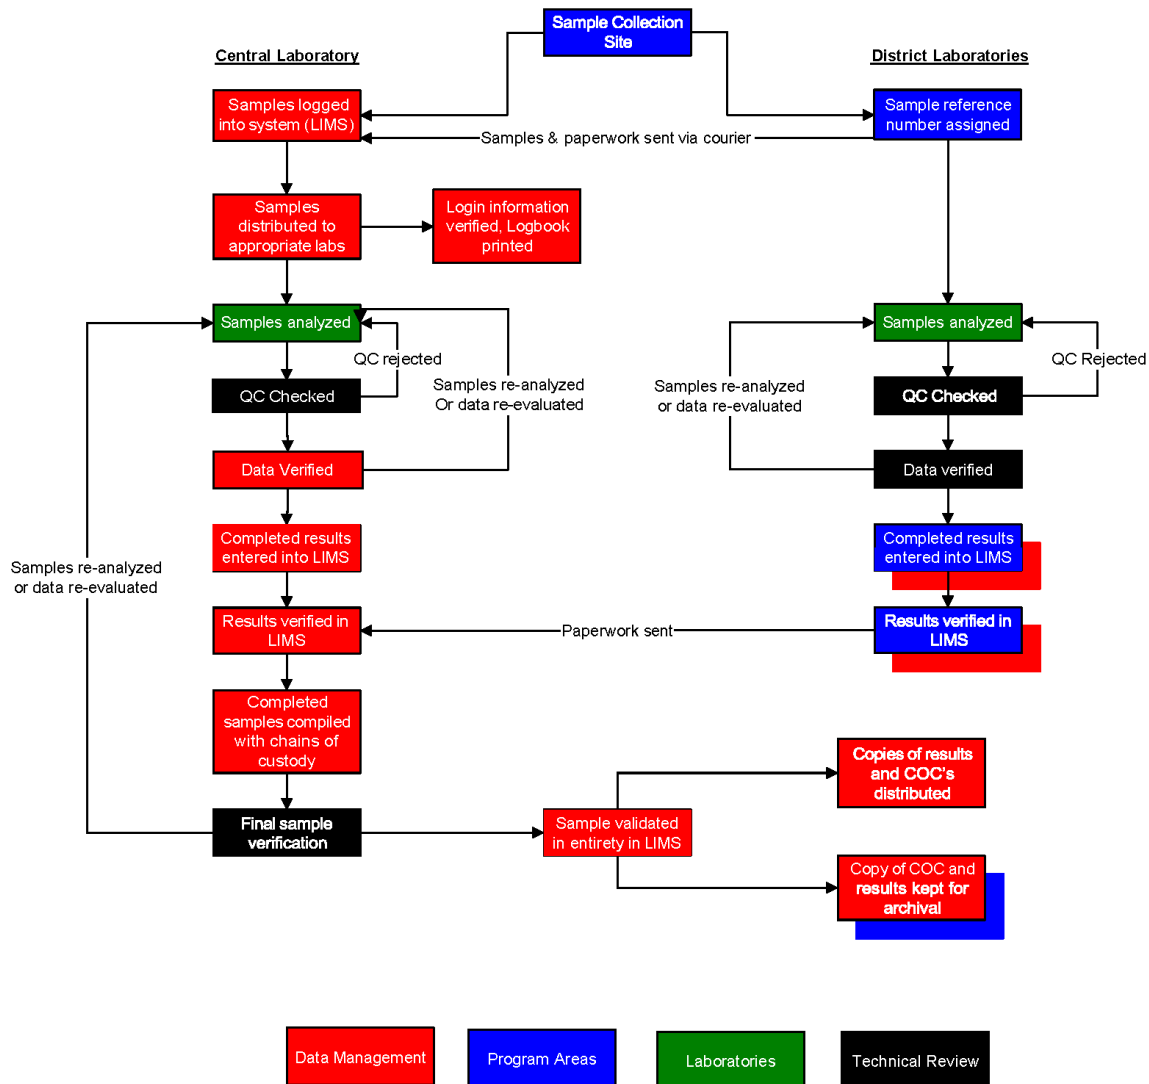 Sample Collection
Site
Central Laboratory
District Laboratories
Samples logged
into system (LIMS)
Sample reference
number assigned
Samples & paperwork sent via courier
Samples
distributed to
appropriate labs
Login information
verified, Logbook
printed
Samples analyzed
QC rejected
QC Checked
Samples re-analyzed
Or data re-evaluated
Data Verified
Samples analyzed
QC Rejected
Samples re-analyzed
or data re-evaluated
QC Checked
Data verified
Completed results
entered into LIMS
Completed results
entered into LIMS
Samples re-analyzed
or data re-evaluated
Results verified in
LIMS
Paperwork sent
Results verified in
LIMS
Completed
samples compiled
with chains of
custody
Final sample
verification
Sample validated
in entirety in LIMS
Copies of results
and COC's
distributed
Copy of COC and
results kept for
archival
Data Management
Program Areas
Laboratories
Technical Review